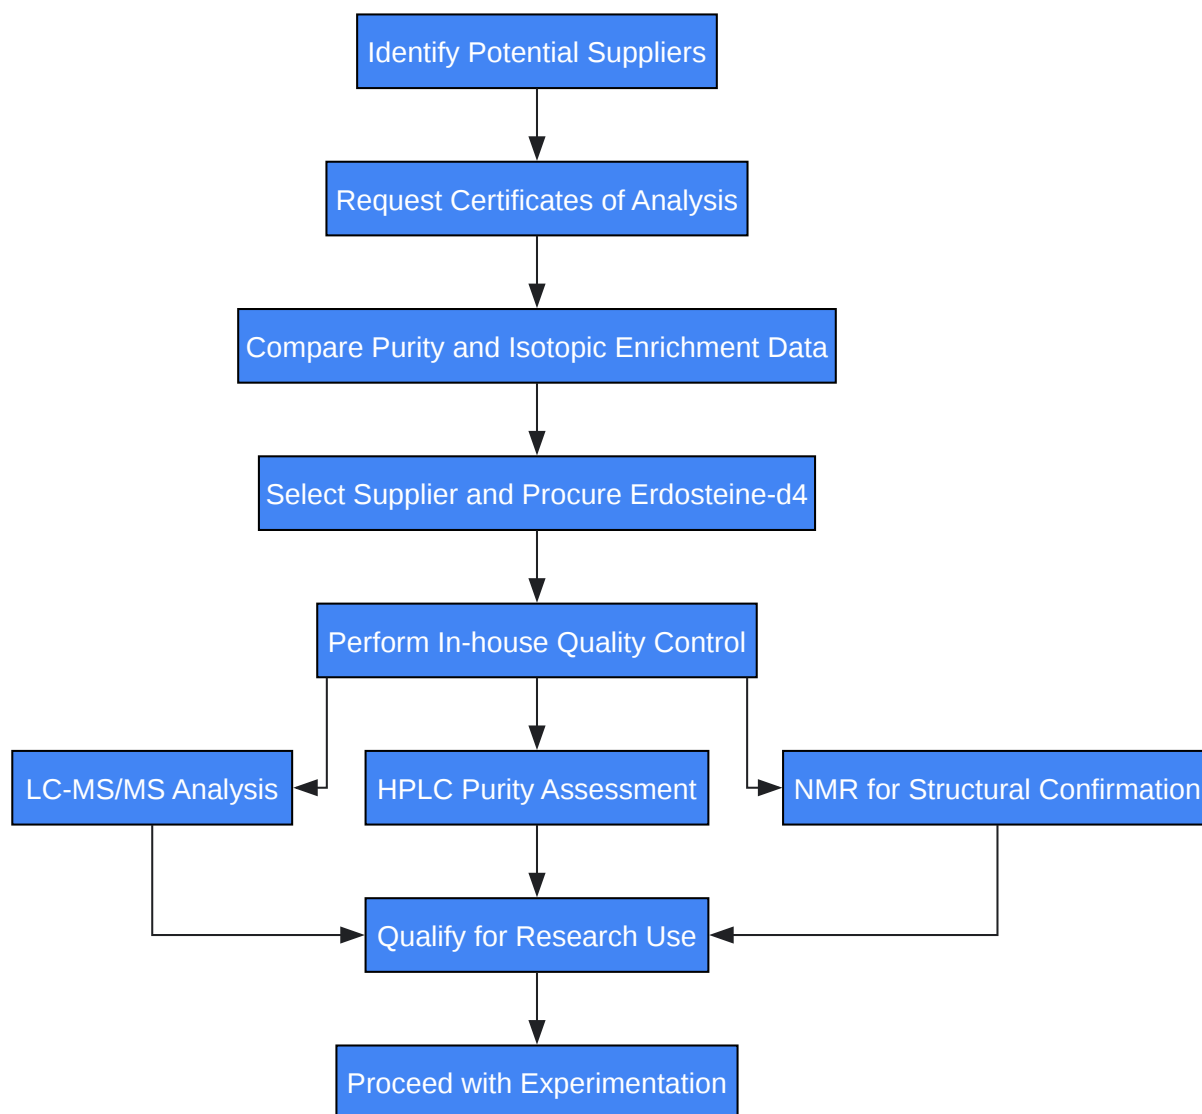 Identify Potential Suppliers
Request Certificates of Analysis
Compare Purity and Isotopic Enrichment Data
Select Supplier and Procure Erdosteine-d4
Perform In-house Quality Control
LC-MS/MS Analysis
HPLC Purity Assessment
NMR for Structural Confirmation
Qualify for Research Use
Proceed with Experimentation